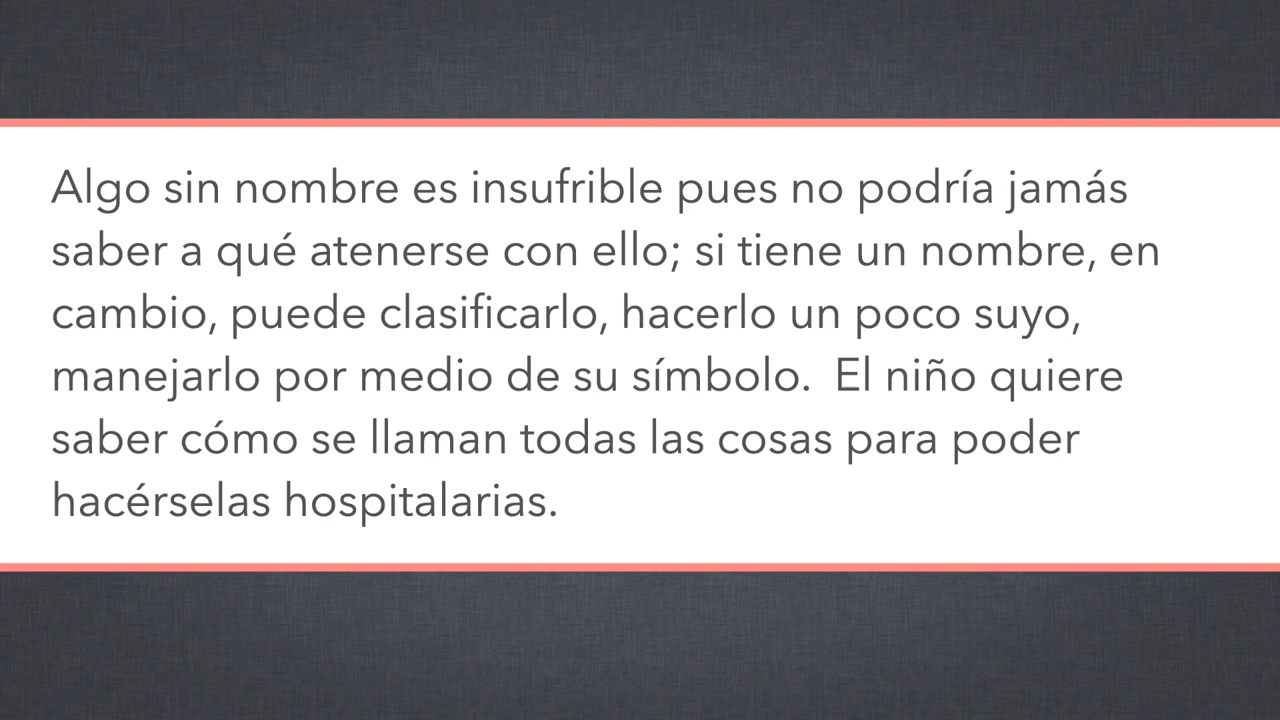 Algo sin nombre es insufrible pues no podría jamás
saber a qué atenerse con ello; si tiene un nombre, en
cambio, puede clasificarlo, hacerlo un poco suyo,
manejarlo por medio de su símbolo.  El niño quiere
saber cómo se llaman todas las cosas para poder
hacérselas hospitalarias.